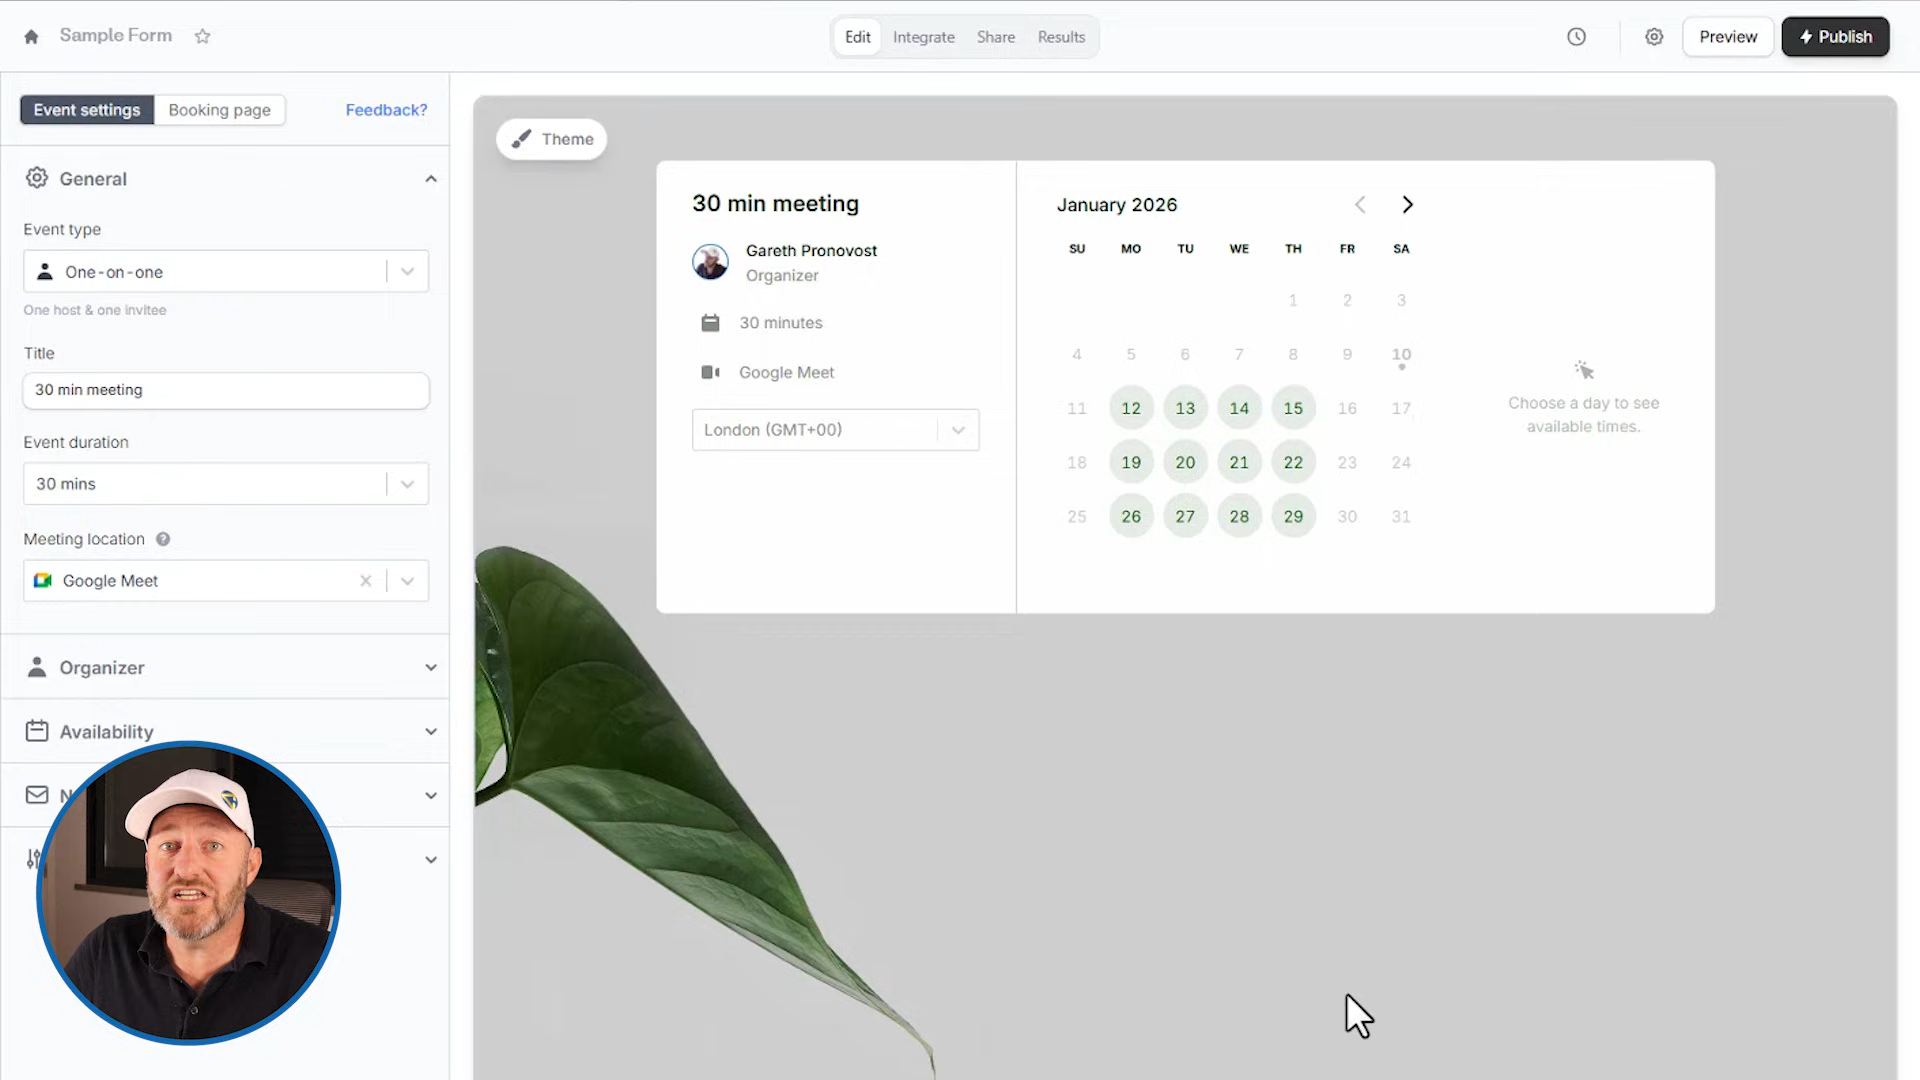 Sample Form
Edit Integrate Share Results
Preview
Publish
Event settings Booking page Feedback?
General
Event type
One-on-one
One host & one invitee
Title
30 min meeting
Event duration
30 mins
Meeting location
Google Meet
Organizer
Availability
N
Theme
30 min meeting
Gareth Pronovost
Organizer
30 minutes
Google Meet
London (GMT+00)
January 2026
SU MO TU WE TH FR SA
1 2 3
4 5 6 7 8 9 10
11 12 13 14 15 16 17
18 19 20 21 22 23 24
25 26 27 28 29 30 31
Choose a day to see
available times.